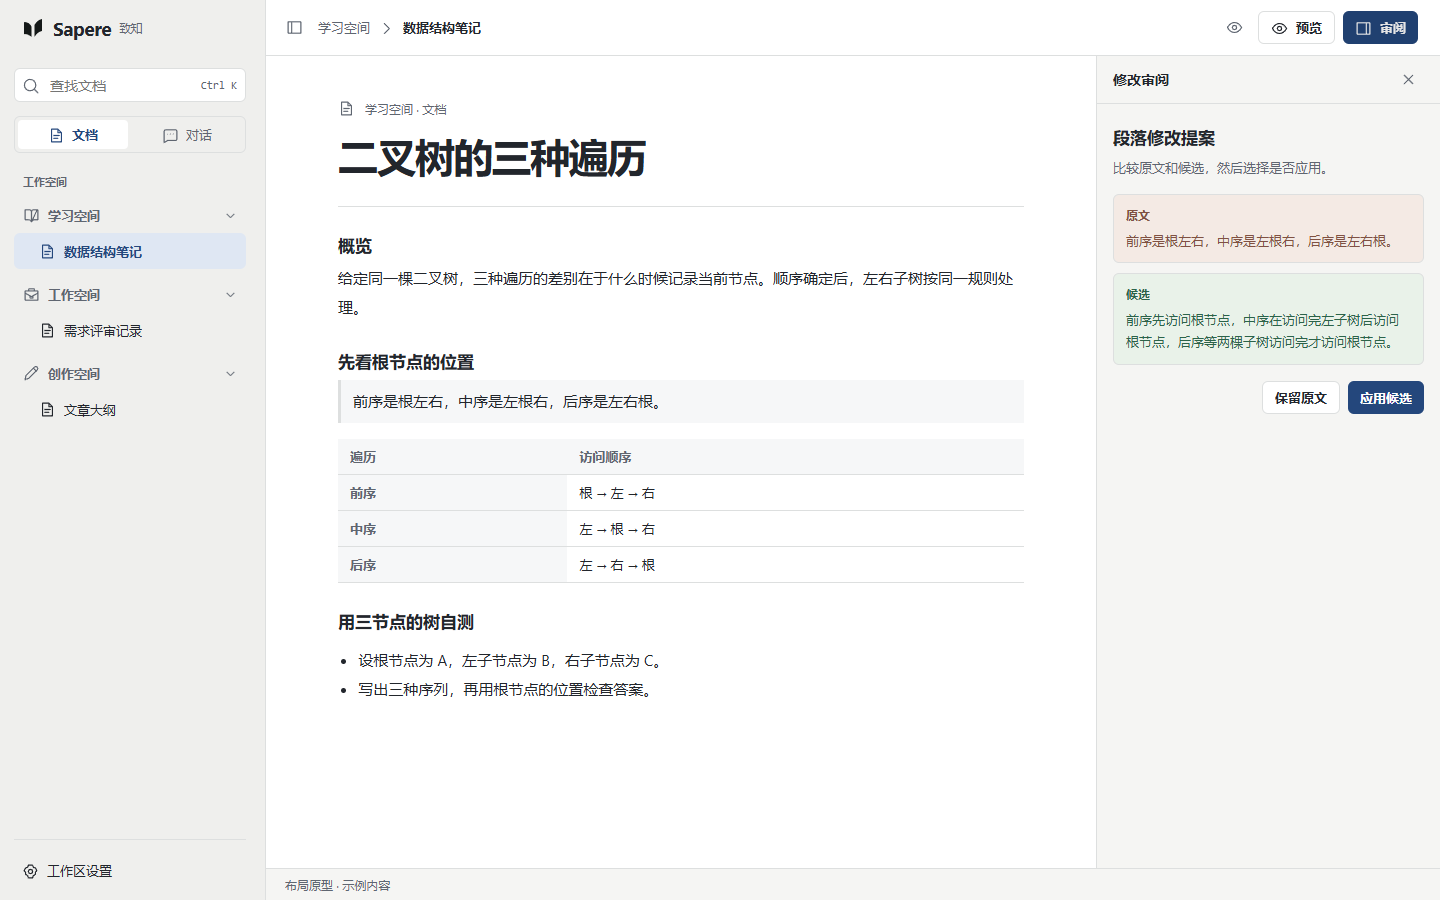 Sapere 致知
查找文档 Ctrl K
文档 对话
工作空间
学习空间
数据结构笔记
工作空间
需求评审记录
创作空间
文章大纲
工作区设置
学习空间 数据结构笔记
预览 审阅
学习空间 · 文档
二叉树的三种遍历
概览
给定同一棵二叉树，三种遍历的差别在于什么时候记录当前节点。顺序确定后，左右子树按同一规则处
理。
先看根节点的位置
前序是根左右，中序是左根右，后序是左右根。
遍历 访问顺序
前序 根 → 左 → 右
中序 左 → 根 → 右
后序 左 → 右 → 根
用三节点的树自测
• 设根节点为 A，左子节点为 B，右子节点为 C。
• 写出三种序列，再用根节点的位置检查答案。
修改审阅
段落修改提案
比较原文和候选，然后选择是否应用。
原文
前序是根左右，中序是左根右，后序是左右根。
候选
前序先访问根节点，中序在访问完左子树后访问
根节点，后序等两棵子树访问完才访问根节点。
保留原文 应用候选
布局原型 · 示例内容